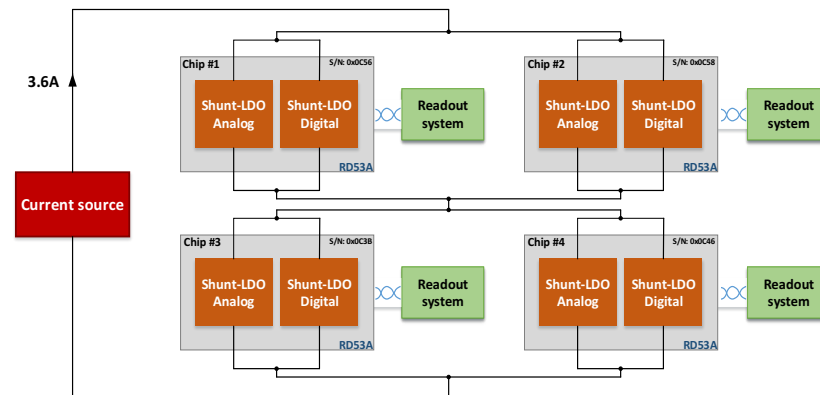 3.6A
Current source
Chip #1
S/N: 0x0C56
Shunt-LDO
Analog
Shunt-LDO
Digital
RD53A
Readout
system
Chip #2
S/N: 0x0C58
Shunt-LDO
Analog
Shunt-LDO
Digital
RD53A
Readout
system
Chip #3
S/N: 0x0C3B
Shunt-LDO
Analog
Shunt-LDO
Digital
RD53A
Readout
system
Chip #4
S/N: 0x0C46
Shunt-LDO
Analog
Shunt-LDO
Digital
RD53A
Readout
system